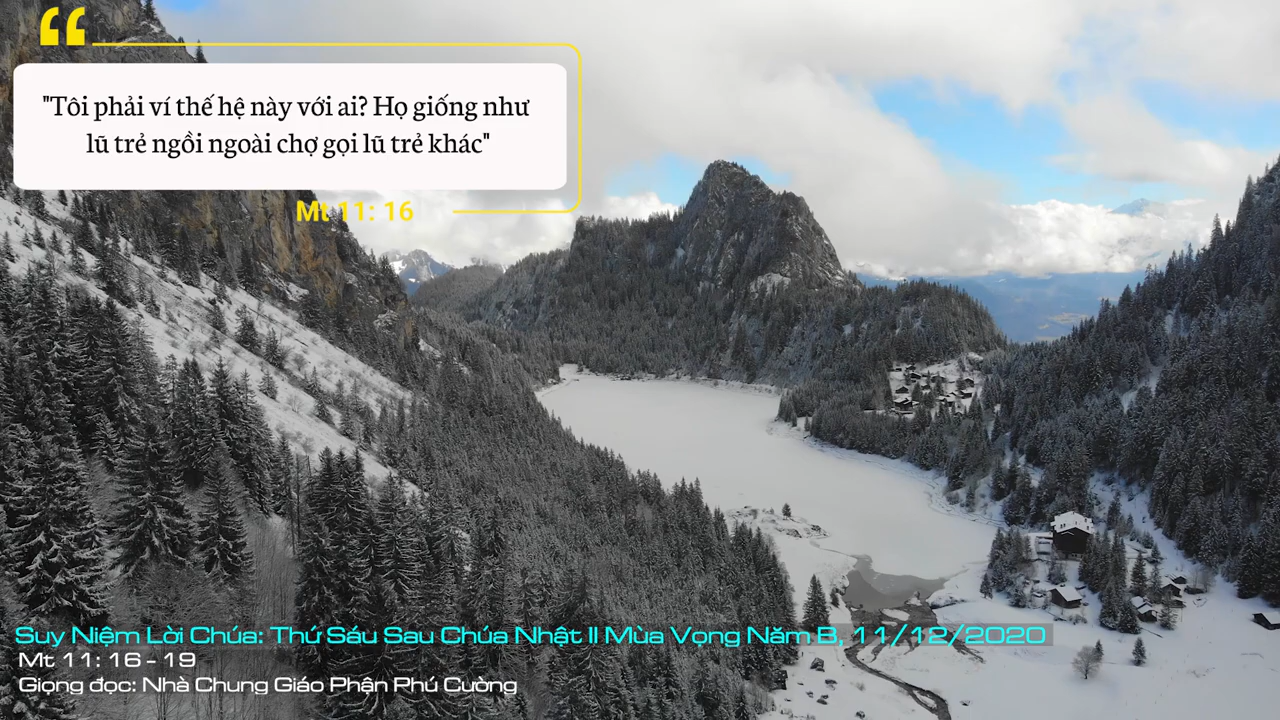 "Tôi phải ví thế hệ này với ai? Họ giống như
lũ trẻ ngồi ngoài chợ gọi lũ trẻ khác"
Mt 11: 16
Suy Niệm Lời Chúa: Thứ Sáu Sau Chúa Nhật II Mùa Vọng Năm B, 11/12/2020
Mt 11: 16 - 19
Giọng đọc: Nhà Chung Giáo Phận Phú Cường